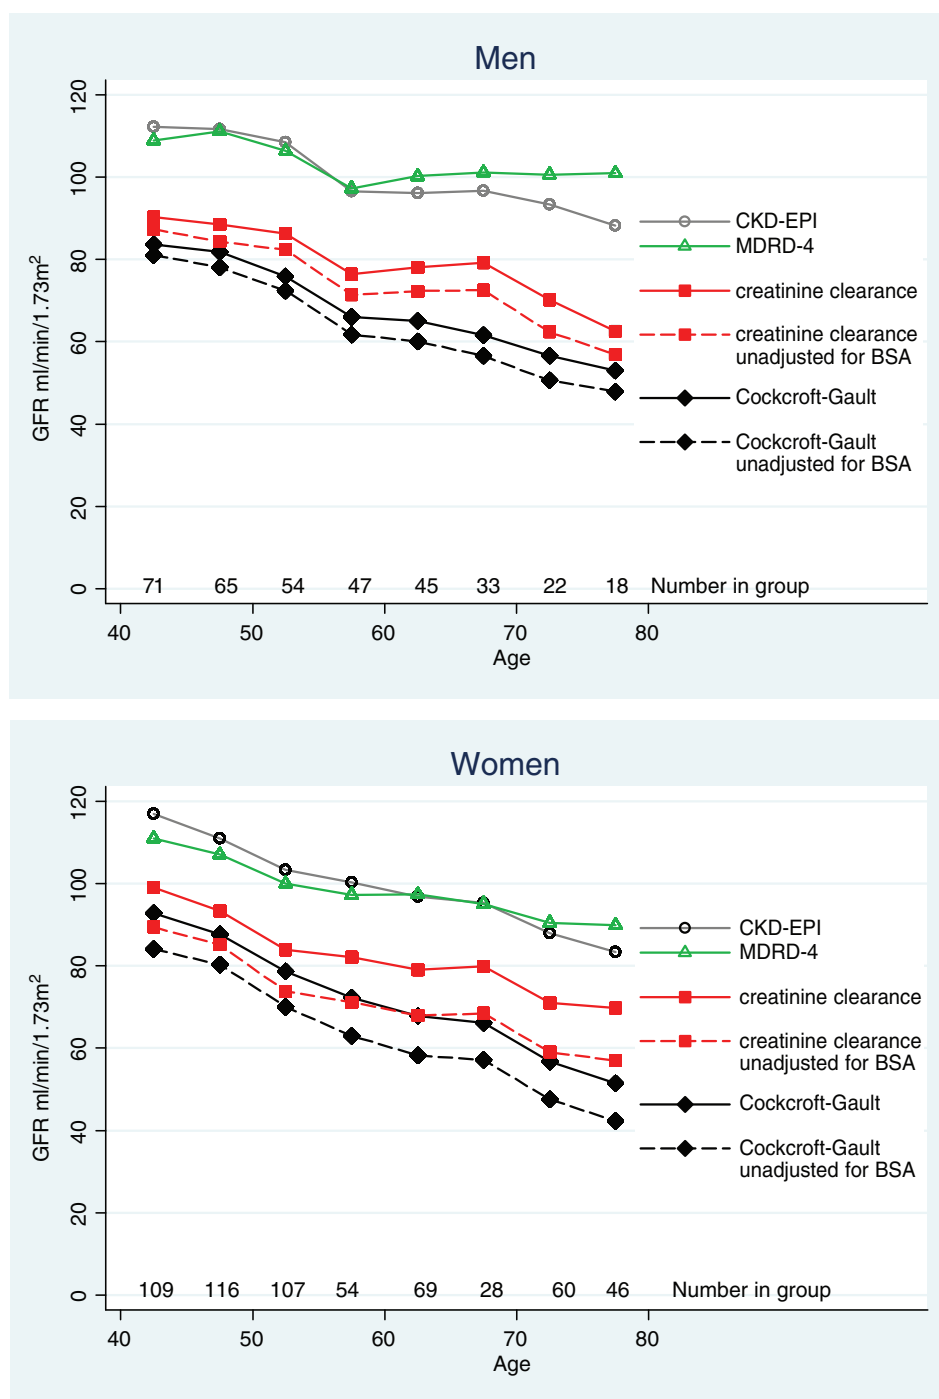 Men
GFR ml/min/1.73m²
120
100
80
60
40
20
0
CKD-EPI
MDRD-4
creatinine clearance
creatinine clearance
unadjusted for BSA
Cockcroft-Gault
Cockcroft-Gault
unadjusted for BSA
71 65 54 47 45 33 22 18 Number in group
40 50 60 70 80
Age
Women
GFR ml/min/1.73m²
120
100
80
60
40
20
0
CKD-EPI
MDRD-4
creatinine clearance
creatinine clearance
unadjusted for BSA
Cockcroft-Gault
Cockcroft-Gault
unadjusted for BSA
109 116 107 54 69 28 60 46 Number in group
40 50 60 70 80
Age